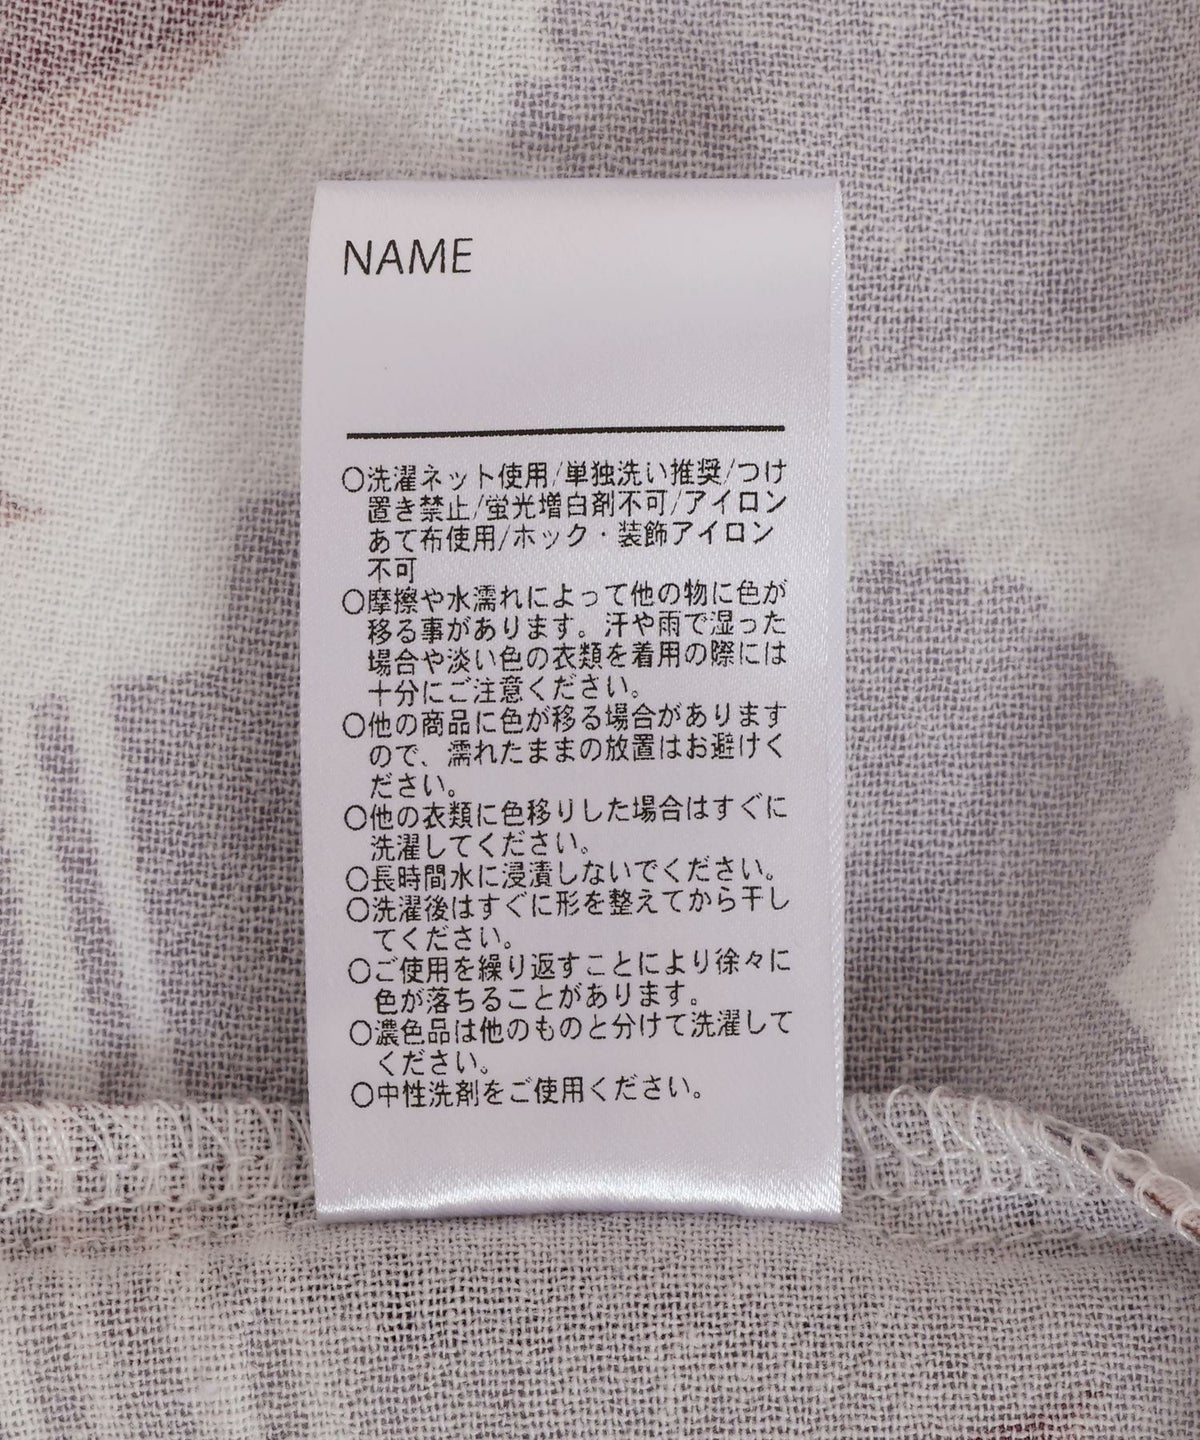 NAME
○洗濯ネット使用/単独洗い推奨/つけ
置き禁止/蛍光増白剤不可/アイロン
あて布使用/ホック・装飾アイロン
不可
○摩擦や水濡れによって他の物に色が
移る事があります。汗や雨で湿った
場合や淡い色の衣類を着用の際には
十分にご注意ください。
○他の商品に色が移る場合があります
ので、濡れたままの放置はお避けく
ださい。
○他の衣類に色移りした場合はすぐに
洗濯してください。
○長時間水に浸漬しないでください。
○洗濯後はすぐに形を整えてから干し
てください。
○ご使用を繰り返すことにより徐々に
色が落ちることがあります。
○濃色品は他のものと分けて洗濯して
ください。
○中性洗剤をご使用ください。